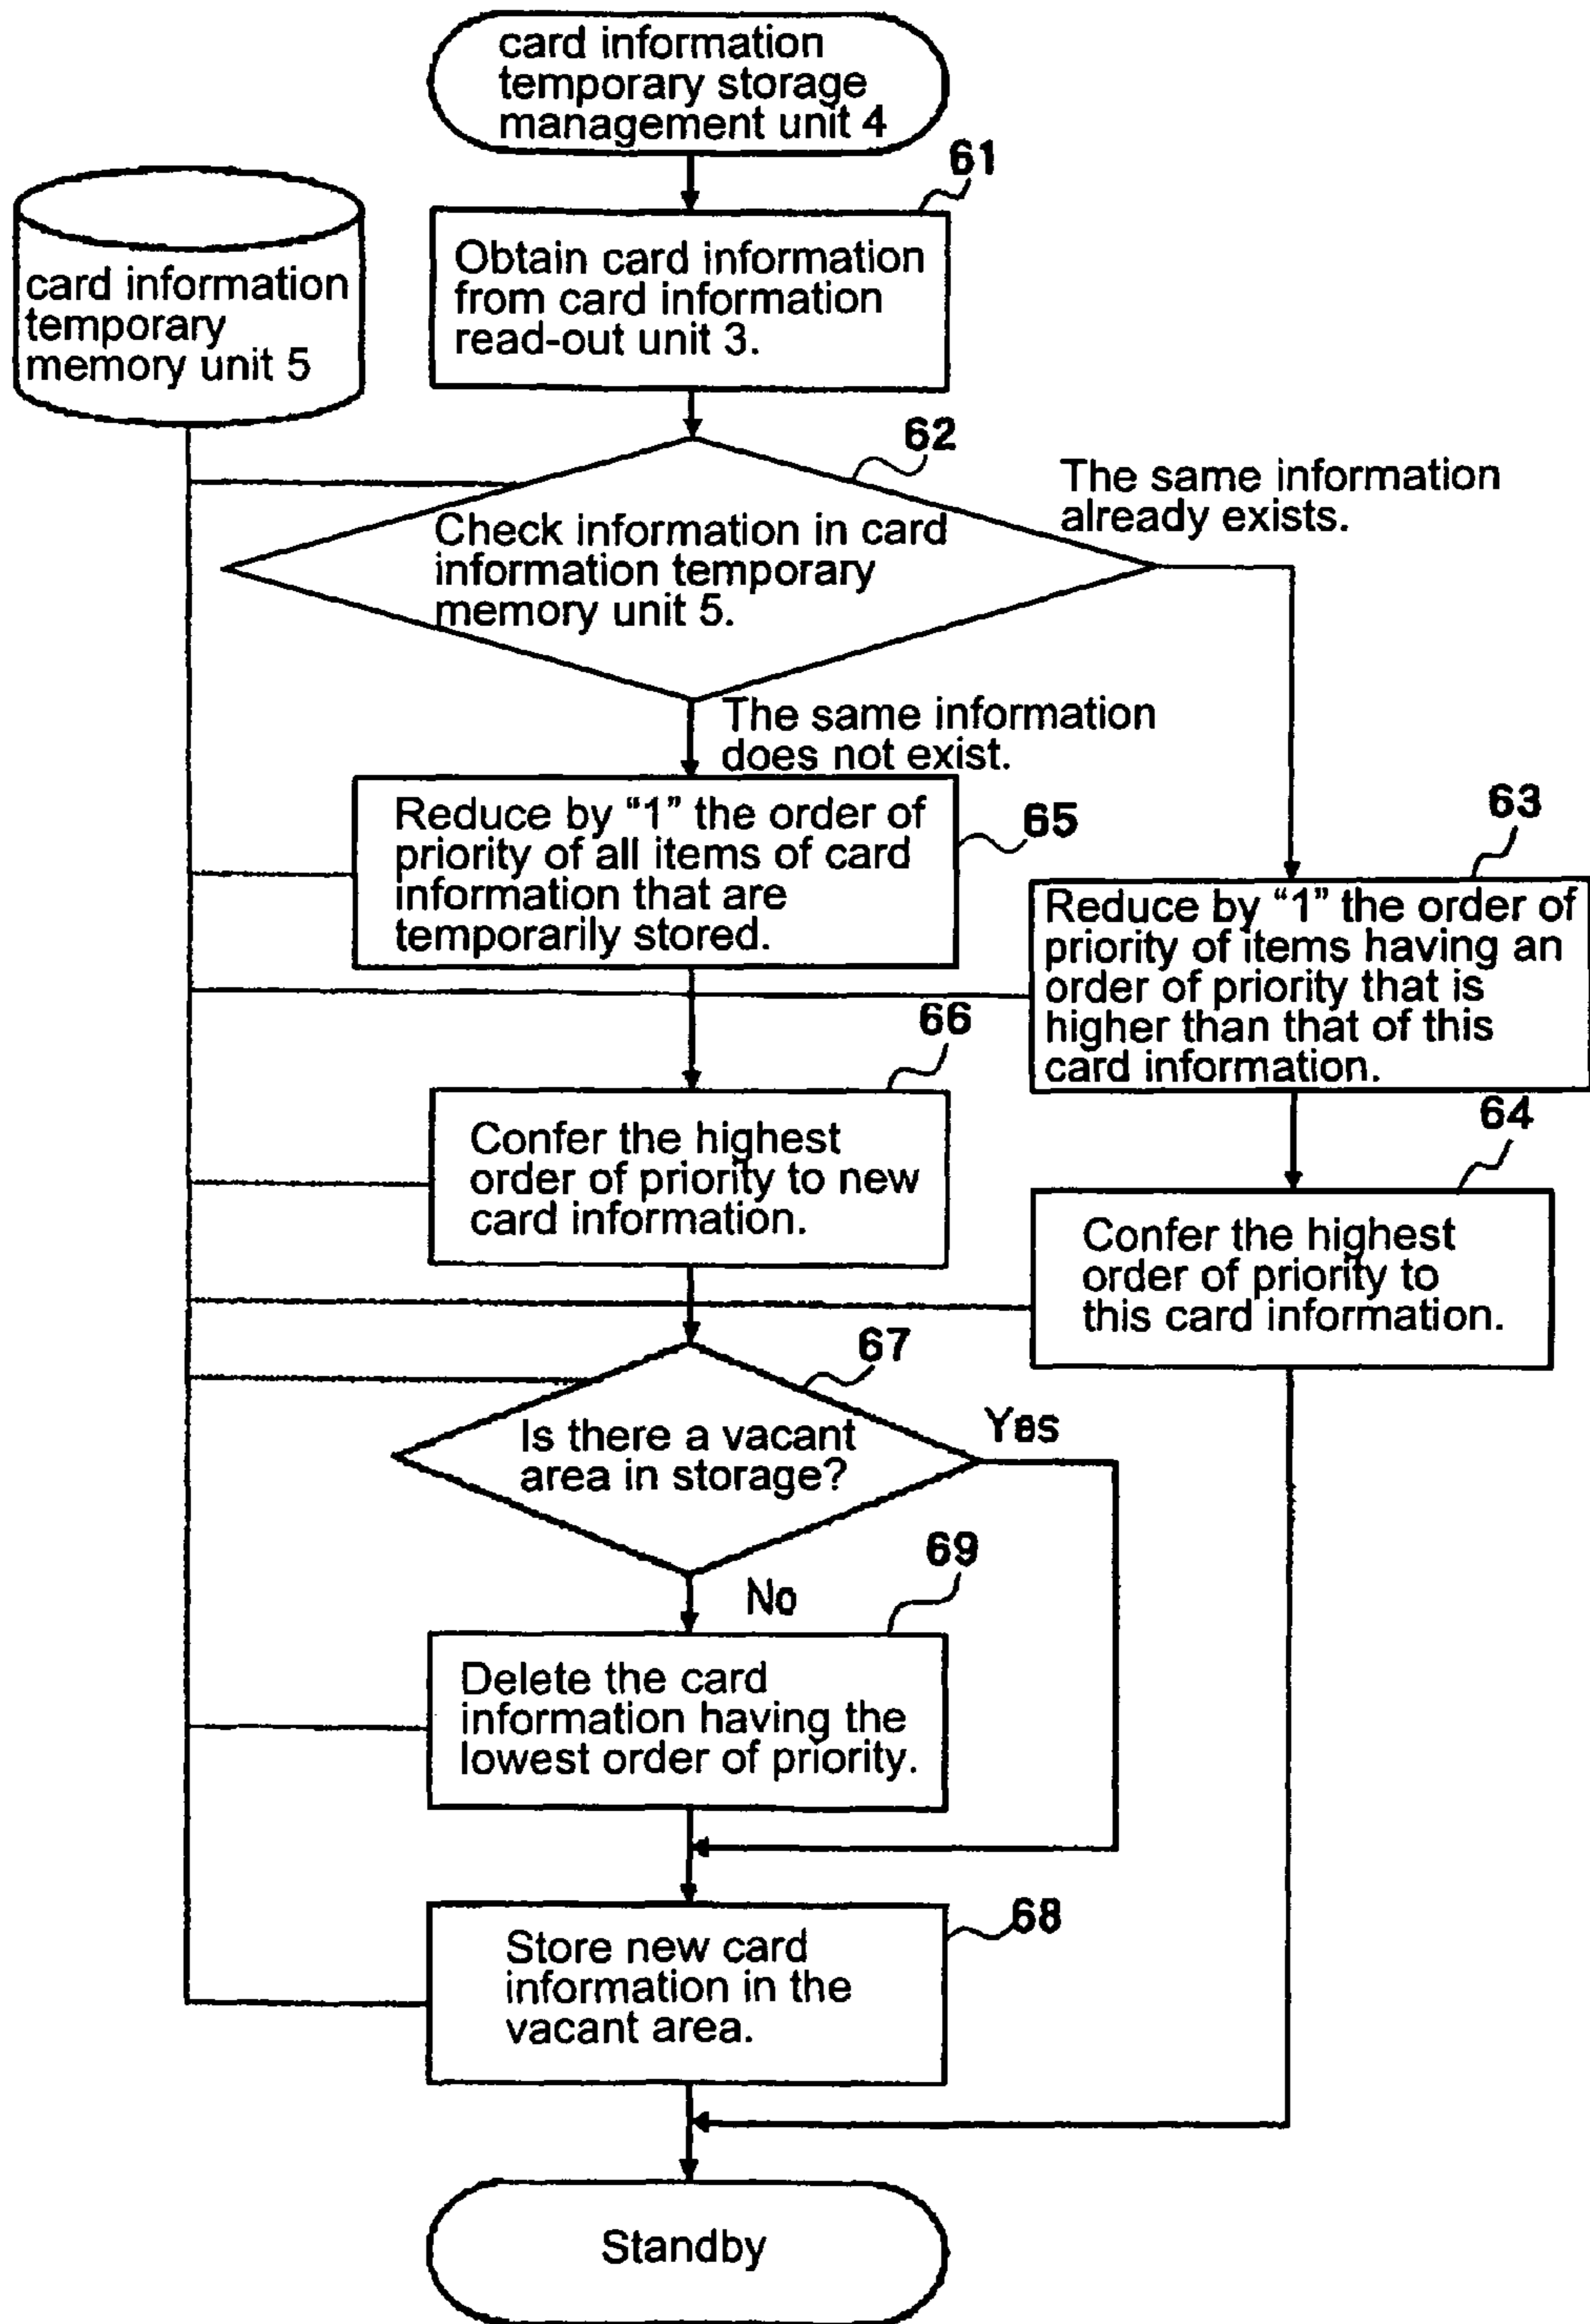 card information
temporary storage
management unit 4
61
card information
temporary
memory unit 5
Obtain card information
from card information
read-out unit 3.
62
The same information
already exists.
Check information in card
information temporary
memory unit 5.
The same information
does not exist.
Reduce by “1” the order of
priority of all items of card
information that are
temporarily stored.
65
63
Reduce by “1” the order of
priority of items having an
order of priority that is
higher than that of this
card information.
66
Confer the highest
order of priority to new
card information.
64
Confer the highest
order of priority to
this card information.
67
Is there a vacant
area in storage?
Yes
No
69
Delete the card
information having the
lowest order of priority.
68
Store new card
information in the
vacant area.
Standby